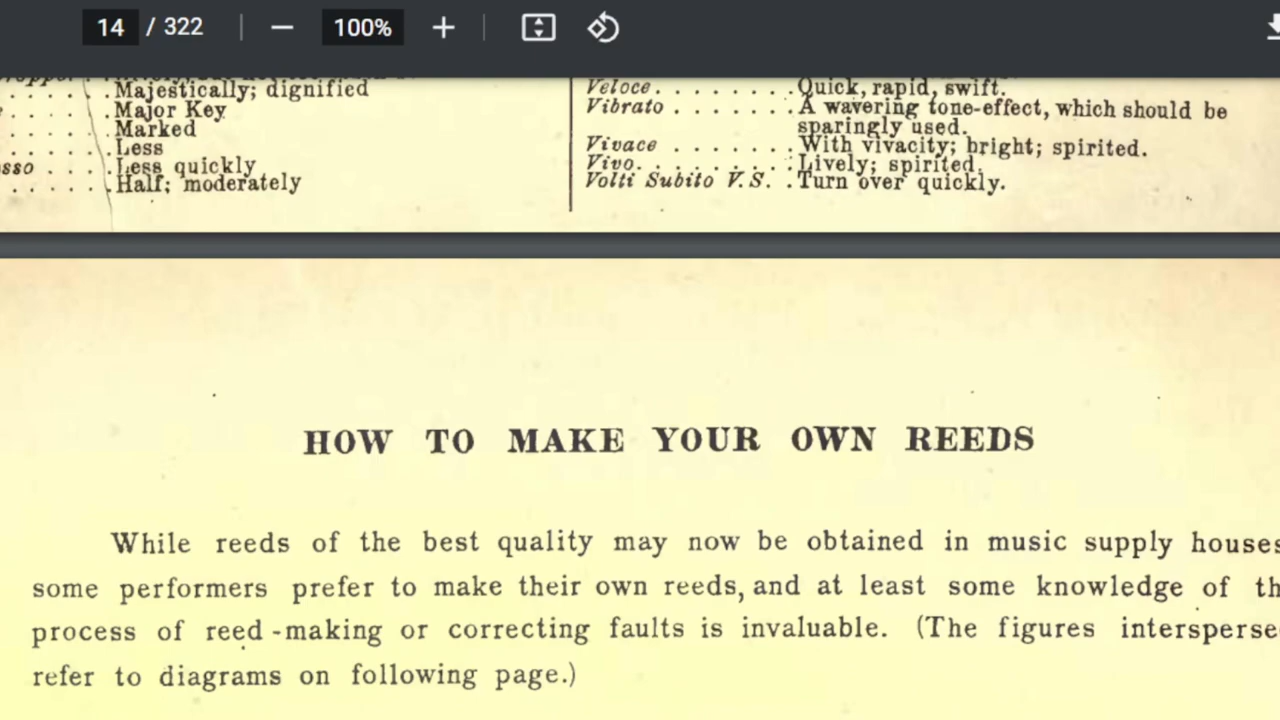 14 / 322
100%
. . . . . .Majestically; dignified
. . . . .Major Key
. . . . . .Marked
. . . . . .Less
sso . . . .Less quickly
. . . . . .Half; moderately
Veloce. . . . . . . .Quick, rapid, swift.
Vibrato . . . . . . .A wavering tone-effect, which should be
sparingly used.
Vivace . . . . . . .With vivacity; bright; spirited.
Vivo. . . . . . . . .Lively; spirited.
Volti Subito V.S. .Turn over quickly.
HOW TO MAKE YOUR OWN REEDS
While reeds of the best quality may now be obtained in music supply houses
some performers prefer to make their own reeds, and at least some knowledge of th
process of reed-making or correcting faults is invaluable. (The figures intersperse
refer to diagrams on following page.)